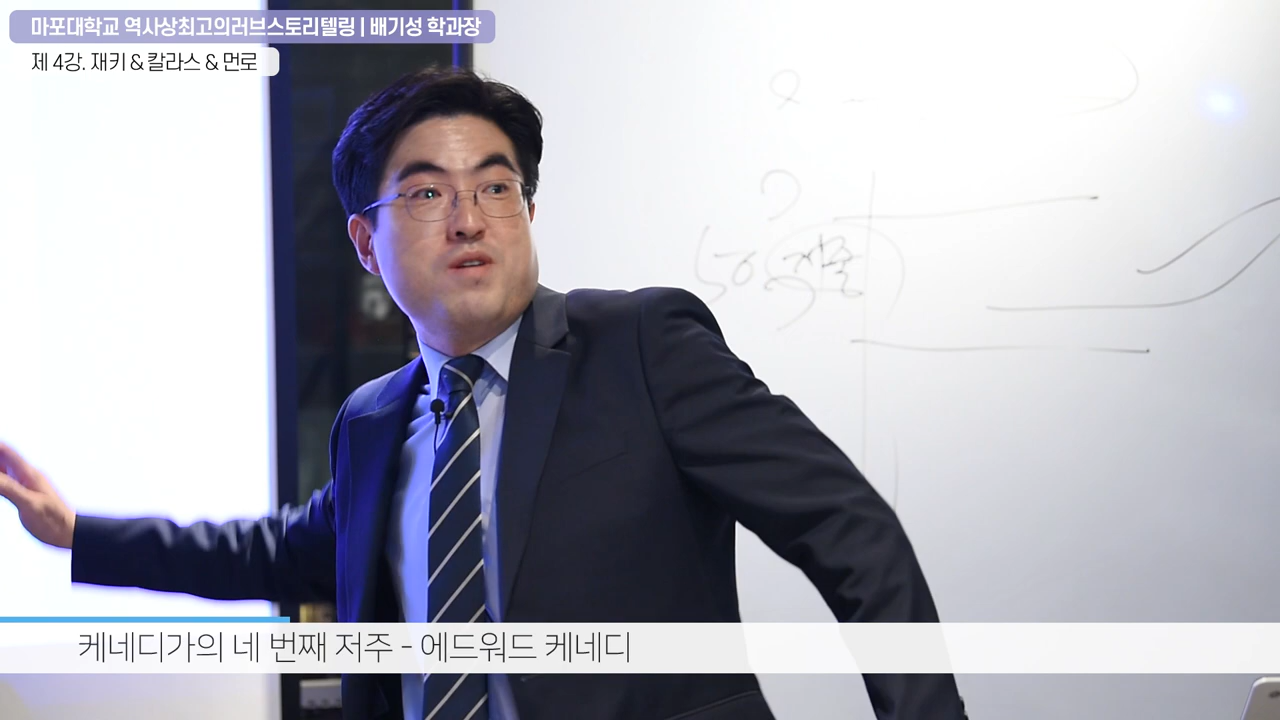 마포대학교 역사상최고의러브스토리텔링 | 배기성 학과장
제 4강. 재키 & 칼라스 & 먼로
케네디가의 네 번째 저주 - 에드워드 케네디